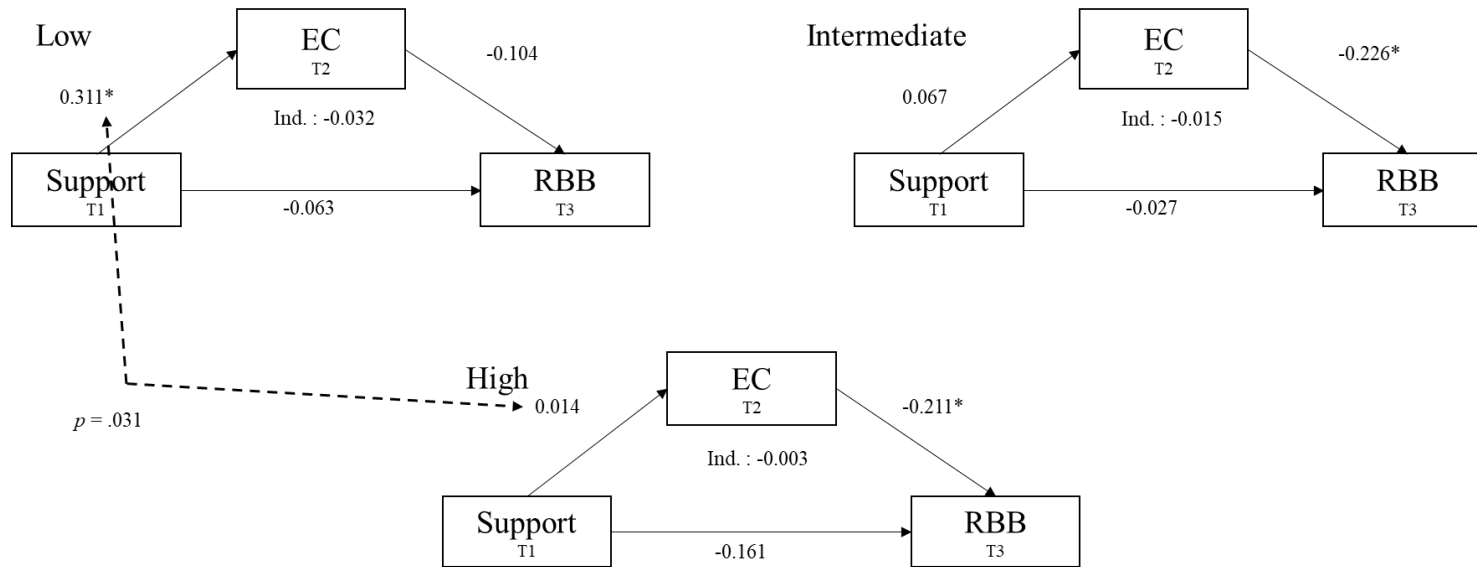 Low
EC
T2
-0.104
0.311*
Ind. : -0.032
Support
T1
RBB
T3
-0.063
Intermediate
EC
T2
-0.226*
0.067
Ind. : -0.015
Support
T1
RBB
T3
-0.027
High
EC
T2
0.014
-0.211*
p = .031
Ind. : -0.003
Support
T1
RBB
T3
-0.161